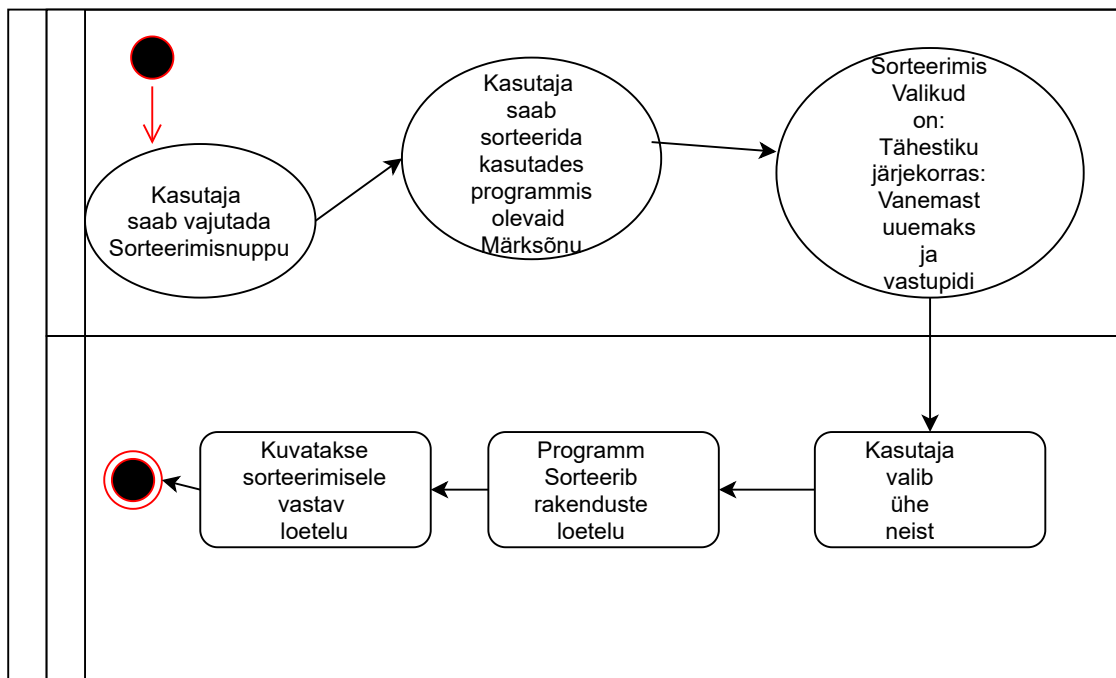 Kasutaja
saab vajutada
Sorteerimisnuppu
Kasutaja
saab
sorteerida
kasutades
programmis
olevaid
Märksõnu
Sorteerimis
Valikud
on:
Tähestiku
järjekorras:
Vanemast
uuemaks
ja
vastupidi
Kasutaja
valib
ühe
neist
Programm
Sorteerib
rakenduste
loetelu
Kuvatakse
sorteerimisele
vastav
loetelu